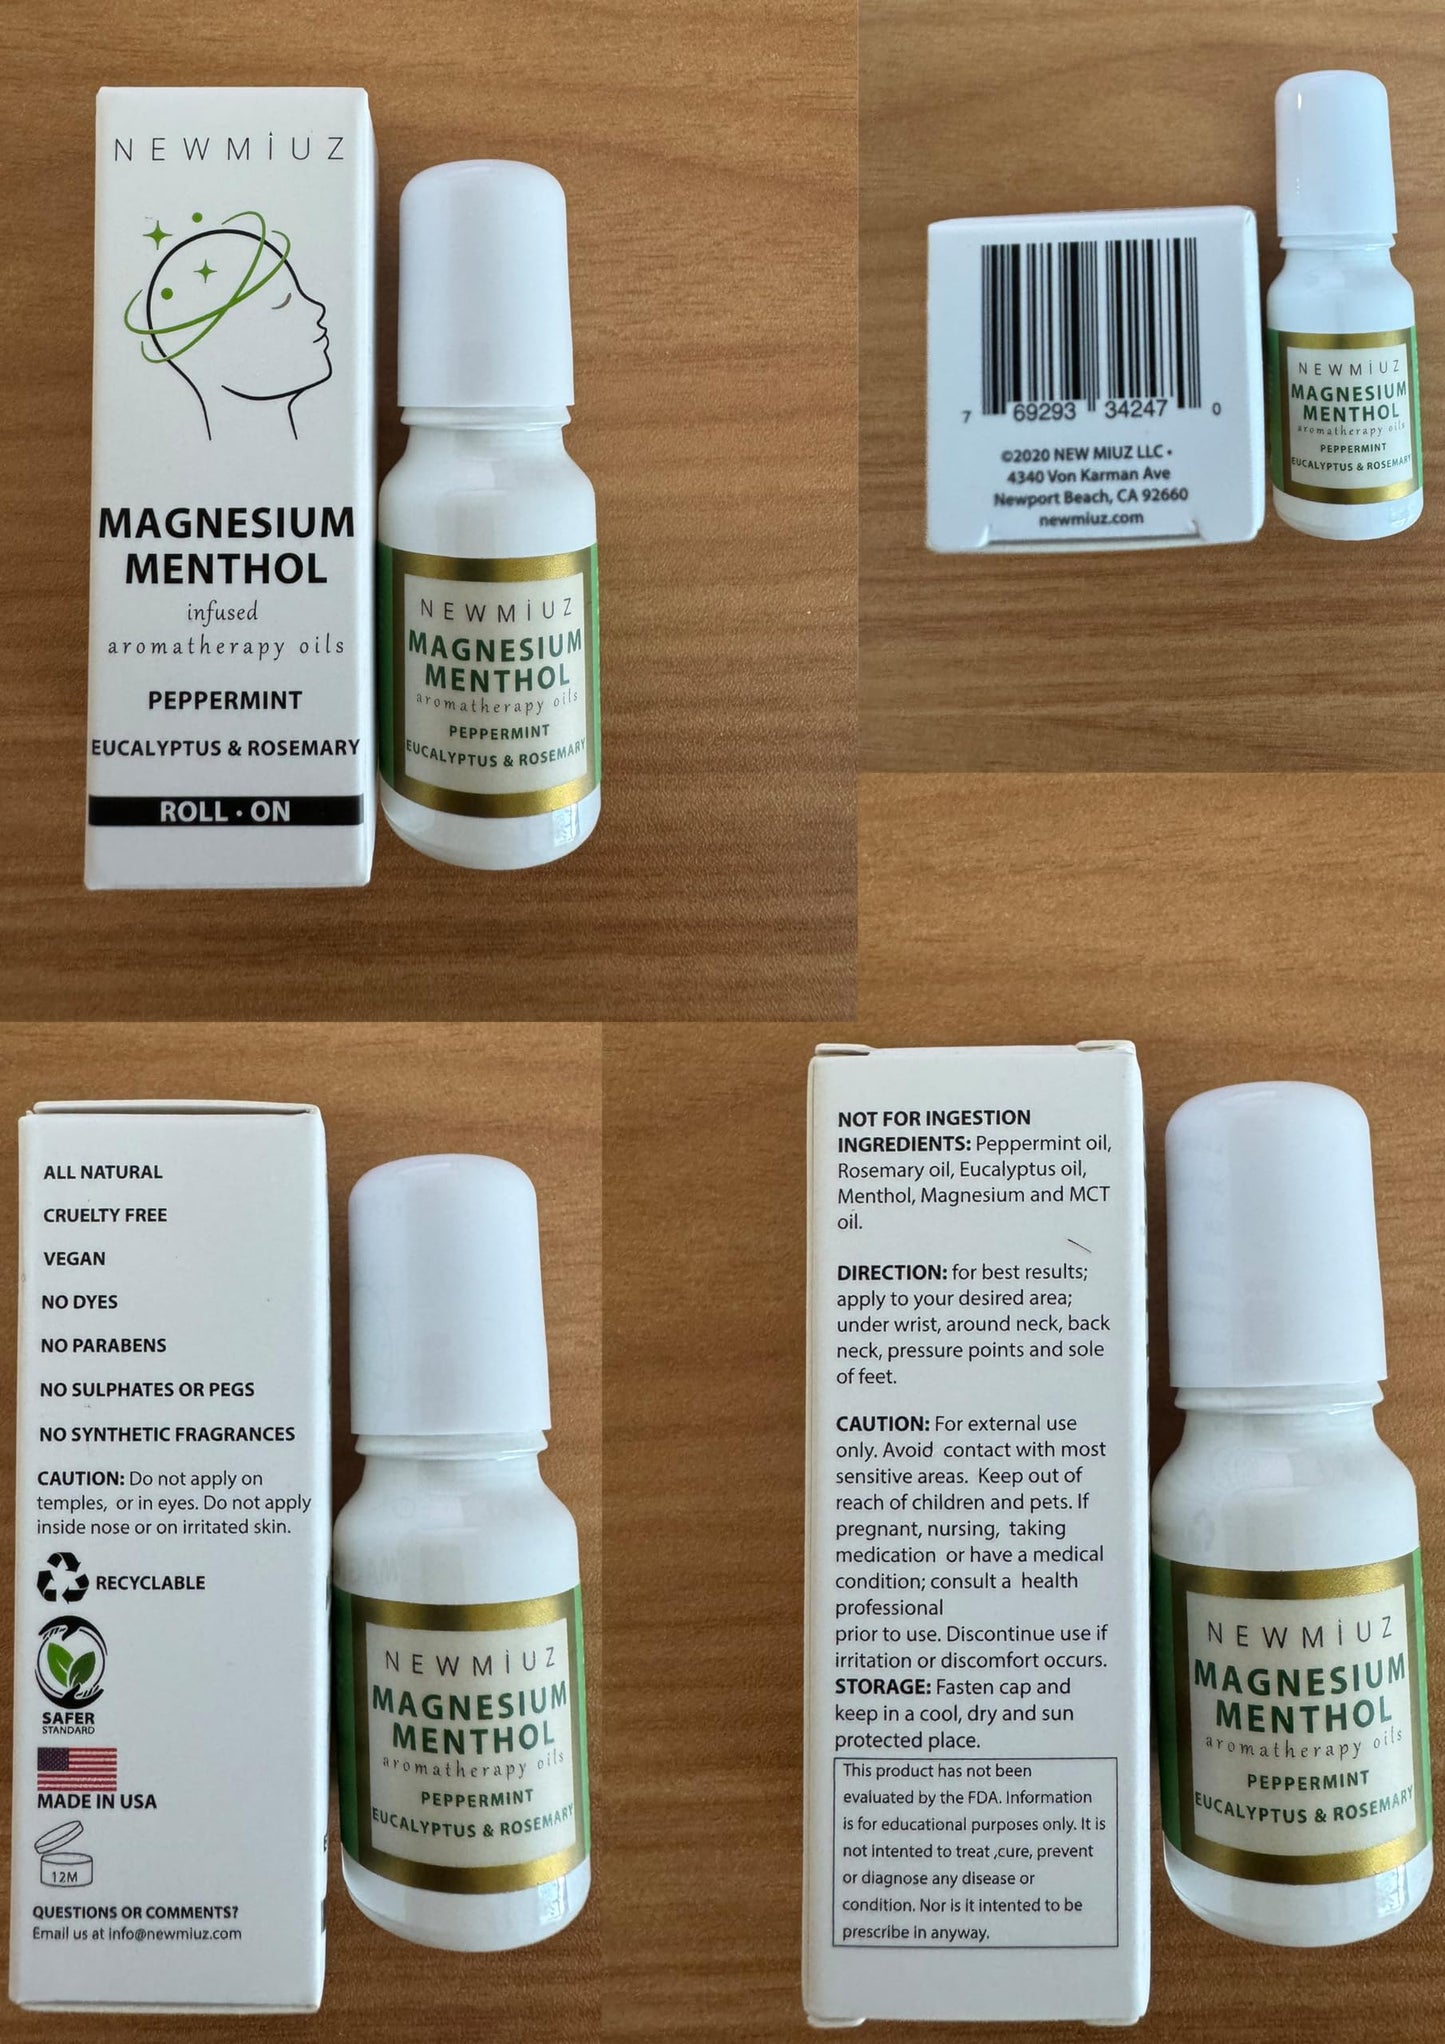 NEWMiUZ
MAGNESIUM
MENTHOL
infused
aromatherapy oils
PEPPERMINT
EUCALYPTUS & ROSEMARY
ROLL • ON
NEWMiUZ
MAGNESIUM
MENTHOL
aromatherapy oils
PEPPERMINT
EUCALYPTUS & ROSEMARY
7 69293 34247 0
©2020 NEW MIUZ LLC •
4340 Von Karman Ave
Newport Beach, CA 92660
newmiuz.com
NEWMiUZ
MAGNESIUM
MENTHOL
aromatherapy oils
PEPPERMINT
EUCALYPTUS & ROSEMARY
ALL NATURAL
CRUELTY FREE
VEGAN
NO DYES
NO PARABENS
NO SULPHATES OR PEGS
NO SYNTHETIC FRAGRANCES
CAUTION: Do not apply on
temples, or in eyes. Do not apply
inside nose or on irritated skin.
RECYCLABLE
SAFER
STANDARD
MADE IN USA
12M
QUESTIONS OR COMMENTS?
Email us at info@newmiuz.com
NEWMiUZ
MAGNESIUM
MENTHOL
aromatherapy oils
PEPPERMINT
EUCALYPTUS & ROSEMARY
NOT FOR INGESTION
INGREDIENTS: Peppermint oil,
Rosemary oil, Eucalyptus oil,
Menthol, Magnesium and MCT
oil.
DIRECTION: for best results;
apply to your desired area;
under wrist, around neck, back
neck, pressure points and sole
of feet.
CAUTION: For external use
only. Avoid contact with most
sensitive areas. Keep out of
reach of children and pets. If
pregnant, nursing, taking
medication or have a medical
condition; consult a health
professional
prior to use. Discontinue use if
irritation or discomfort occurs.
STORAGE: Fasten cap and
keep in a cool, dry and sun
protected place.
This product has not been
evaluated by the FDA. Information
is for educational purposes only. It is
not intented to treat ,cure, prevent
or diagnose any disease or
condition. Nor is it intented to be
prescribe in anyway.
NEWMiUZ
MAGNESIUM
MENTHOL
aromatherapy oils
PEPPERMINT
EUCALYPTUS & ROSEMARY